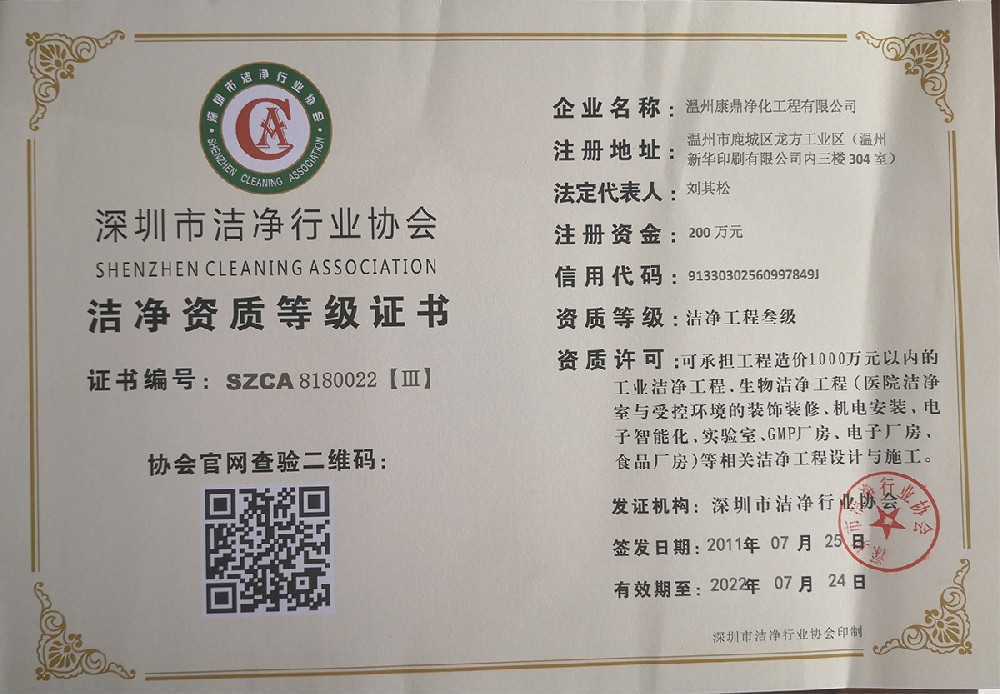 深圳市洁净行业协会
SHENZHEN CLEANING ASSOCIATION
CA
深圳市洁净行业协会
SHENZHEN CLEANING ASSOCIATION
洁净资质等级证书
证书编号：SZCA 8180022【Ⅲ】
协会官网查验二维码：
企业名称：温州康鼎净化工程有限公司
注册地址：温州市鹿城区龙方工业区（温州
新华印刷有限公司内三楼 304 室）
法定代表人：刘其松
注册资金：200 万元
信用代码：91330302560997849J
资质等级：洁净工程叁级
资质许可：可承担工程造价1000万元以内的
工业洁净工程、生物洁净工程（医院洁净
室与受控环境的装饰装修、机电安装、电
子智能化、实验室、GMP厂房、电子厂房、
食品厂房）等相关洁净工程设计与施工。
发证机构：深圳市洁净行业协会
签发日期：2011年 07 月 25 日
有效期至：2022年 07 月 24 日
深圳市洁净行业协会
深圳市洁净行业协会印制